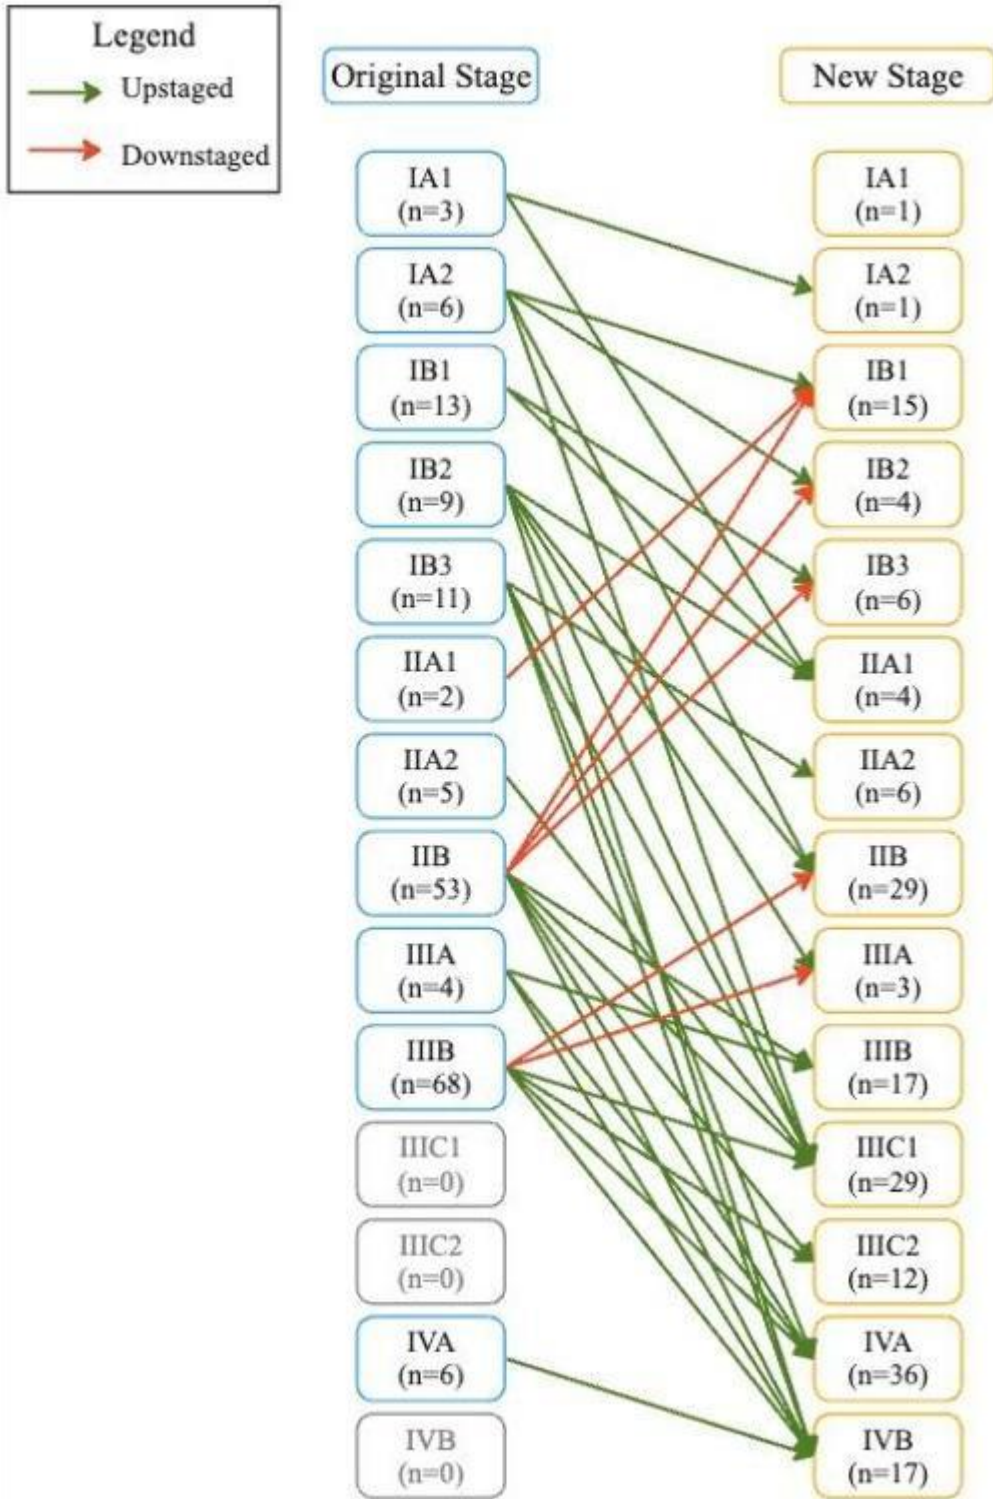 Legend
Upstaged
Downstaged
Original Stage
New Stage
IA1
(n=3)
IA1
(n=1)
IA2
(n=6)
IA2
(n=1)
IB1
(n=13)
IB1
(n=15)
IB2
(n=9)
IB2
(n=4)
IB3
(n=11)
IB3
(n=6)
IIA1
(n=2)
IIA1
(n=4)
IIA2
(n=5)
IIA2
(n=6)
IIB
(n=53)
IIB
(n=29)
IIIA
(n=4)
IIIA
(n=3)
IIIB
(n=68)
IIIB
(n=17)
IIIC1
(n=0)
IIIC1
(n=29)
IIIC2
(n=0)
IIIC2
(n=12)
IVA
(n=6)
IVA
(n=36)
IVB
(n=0)
IVB
(n=17)